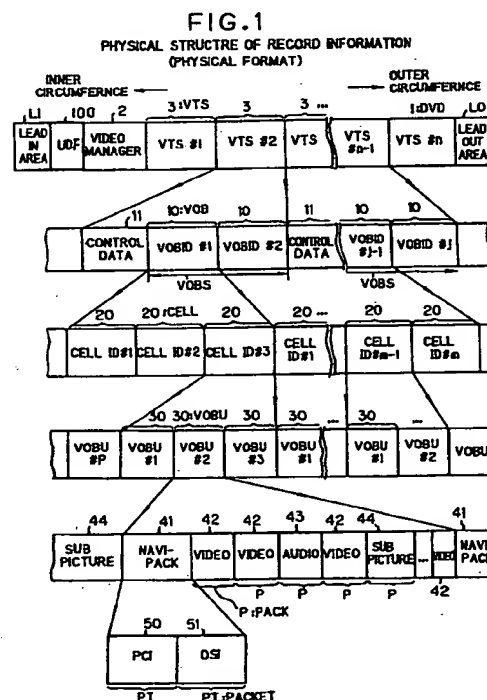 FIG.1
PHYSICAL STRUCTRE OF RECORD INFORMATION
(PHYSICAL FORMAT)
INNER
CIRCUMFERNCE
OUTER
CIRCUMFERNCE
L1 100 2 3:VTS 3 3... 1:DVD LO
LEAD IN AREA UDF VIDEO MANAGER VTS #1 VTS #2 VTS VTS #n-1 VTS #n LEAD OUT AREA
11 10:VOB 10 11 10 10
CONTROL DATA VOBID #1 VOBID #2 CONTROL DATA VOBID #j-1 VOBID #j
VOBS VOBS
20 20:CELL 20 20... 20 20
CELL ID#1 CELL ID#2 CELL ID#3 CELL ID#1 CELL ID#m-1 CELL ID#m
30 30:VOBU 30 30 ... 30 ...
VOBU #P VOBU #1 VOBU #2 VOBU #3 VOBU #1 VOBU #1 VOBU #2 VOBU
44 41 42 42 43 42 44 41
SUB PICTURE NAVI-PACK VIDEO VIDEO AUDIO VIDEO SUB PICTURE ... VIDEO NAVI PACK
P P P P 42
P:PACK
50 51
PCI DSI
PT PT:PACKET